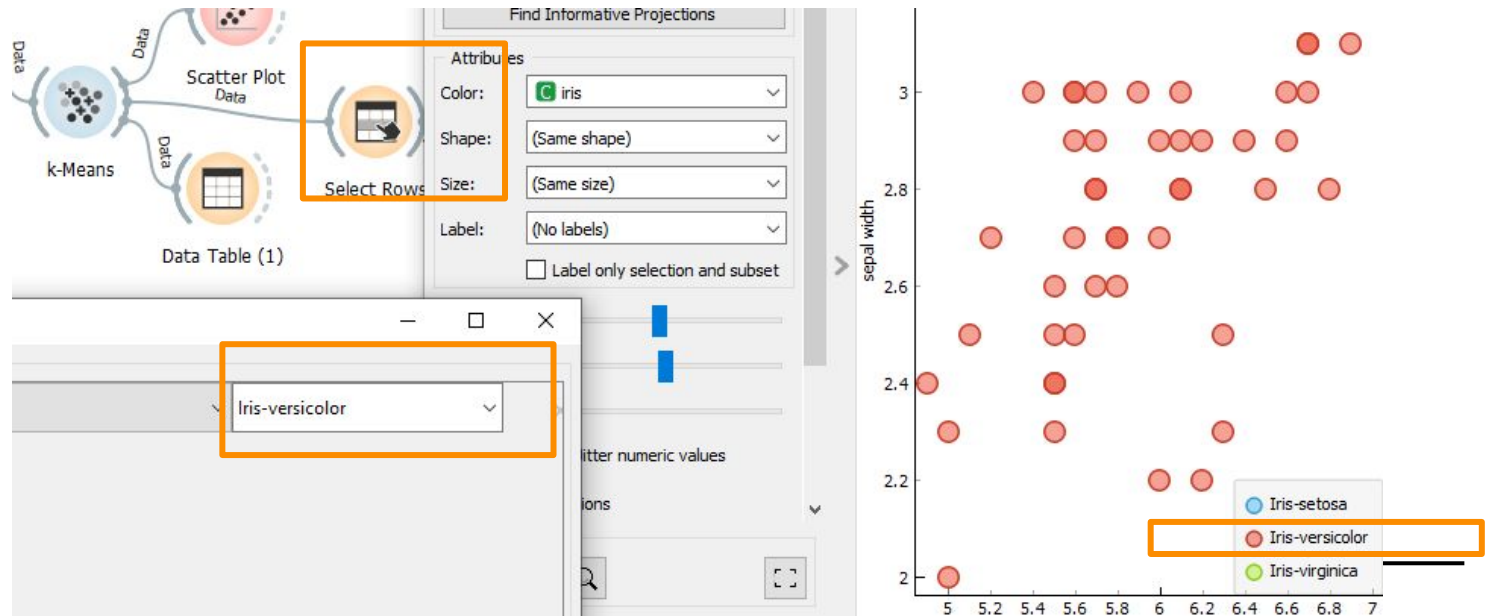 Data
Data
Scatter Plot
Data
k-Means
Data
Select Rows
Data Table (1)
Find Informative Projections
Attributes
Color:
C iris
Shape:
(Same shape)
Size:
(Same size)
Label:
(No labels)
Label only selection and subset
Iris-versicolor
itter numeric values
ions
sepal width
3
2.8
2.6
2.4
2.2
2
5 5.2 5.4 5.6 5.8 6 6.2 6.4 6.6 6.8 7
Iris-setosa
Iris-versicolor
Iris-virginica